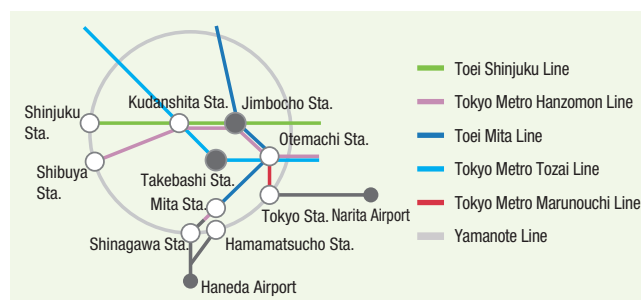 Shinjuku
Sta.
Kudanshita Sta.
Jimbocho Sta.
Otemachi Sta.
Shibuya
Sta.
Takebashi Sta.
Mita Sta.
Tokyo Sta.
Narita Airport
Shinagawa Sta.
Hamamatsucho Sta.
Haneda Airport
Toei Shinjuku Line
Tokyo Metro Hanzomon Line
Toei Mita Line
Tokyo Metro Tozai Line
Tokyo Metro Marunouchi Line
Yamanote Line